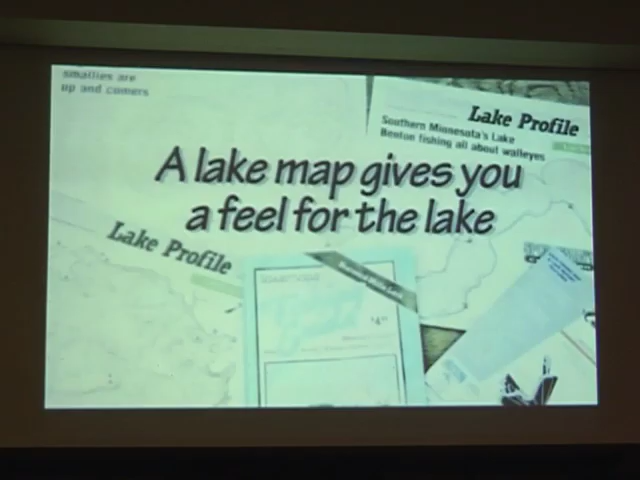 smallies are
up and comers
Lake Profile
Southern Minnesota's Lake
Benton fishing all about walleyes
A lake map gives you
a feel for the lake
Lake Profile